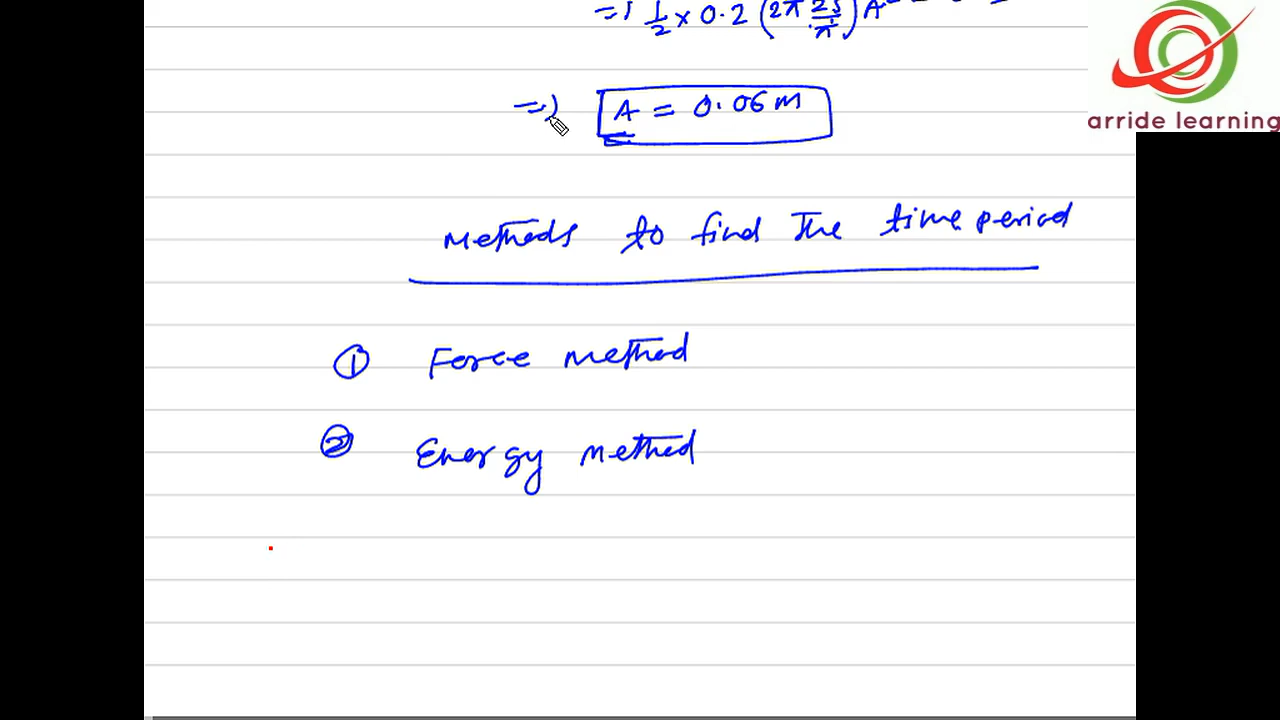 =) 1/2 × 0.2 (2π 25/π) A
arride learning
=) A = 0.06 m
Methods to find The time period
① Force method
② Energy method